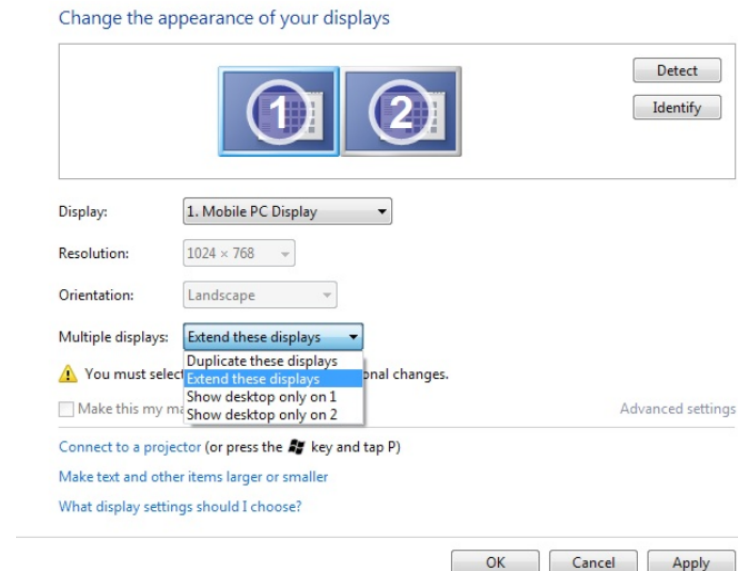 Change the appearance of your displays
1 2
Detect
Identify
Display: 1. Mobile PC Display
Resolution: 1024 × 768
Orientation: Landscape
Multiple displays: Extend these displays
Duplicate these displays
Extend these displays
Show desktop only on 1
Show desktop only on 2
You must selec onal changes.
Make this my ma Advanced settings
Connect to a projector (or press the key and tap P)
Make text and other items larger or smaller
What display settings should I choose?
OK Cancel Apply